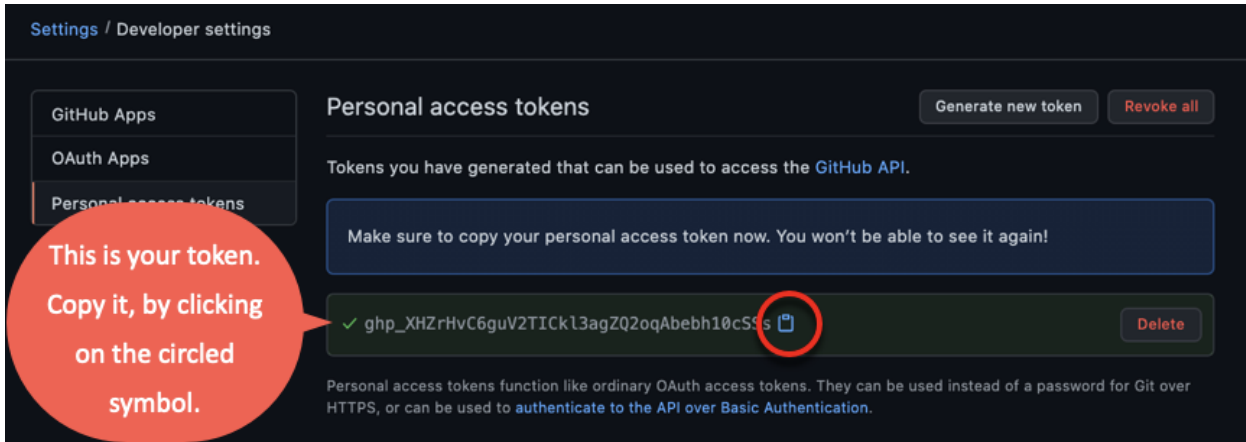 Settings / Developer settings
GitHub Apps
OAuth Apps
Personal access tokens
Personal access tokens
Generate new token
Revoke all
Tokens you have generated that can be used to access the GitHub API.
Make sure to copy your personal access token now. You won't be able to see it again!
This is your token.
Copy it, by clicking
on the circled
symbol.
Delete
Personal access tokens function like ordinary OAuth access tokens. They can be used instead of a password for Git over
HTTPS, or can be used to authenticate to the API over Basic Authentication.